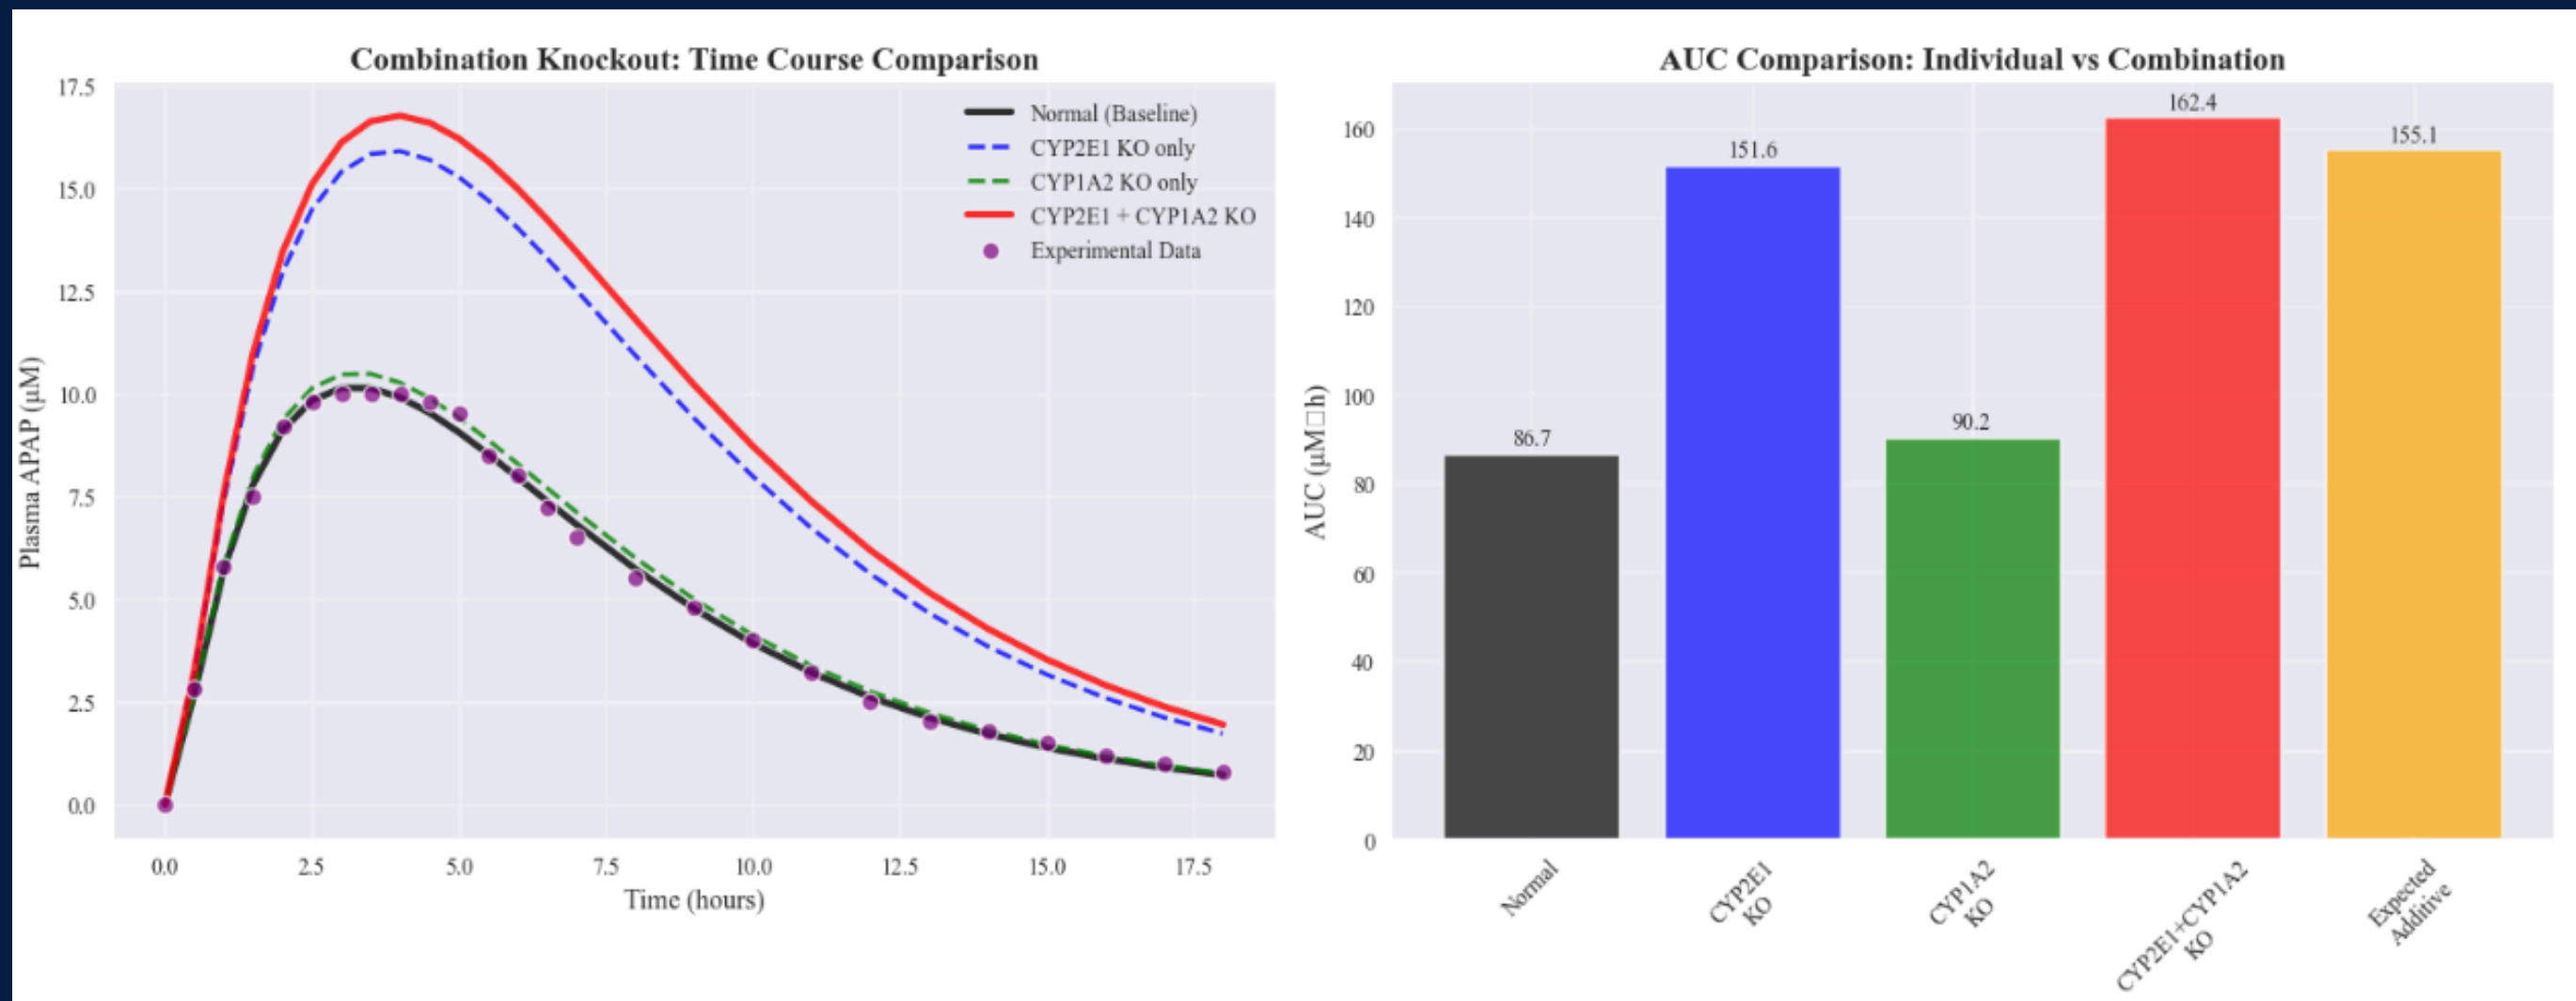 Combination Knockout: Time Course Comparison
17.5
15.0
12.5
10.0
7.5
5.0
2.5
0.0
Plasma APAP (µM)
Normal (Baseline)
CYP2E1 KO only
CYP1A2 KO only
CYP2E1 + CYP1A2 KO
Experimental Data
0.0 2.5 5.0 7.5 10.0 12.5 15.0 17.5
Time (hours)
AUC Comparison: Individual vs Combination
160
140
120
100
80
60
40
20
0
AUC (µM□h)
86.7
151.6
90.2
162.4
155.1
Normal
CYP2E1
KO
CYP1A2
KO
CYP2E1+CYP1A2
KO
Expected
Additive